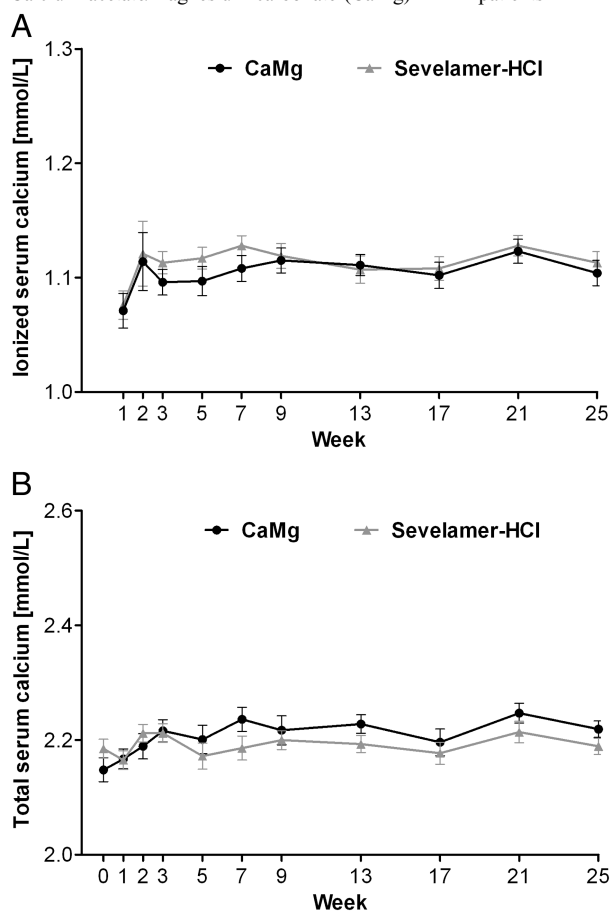 A
1.3
CaMg Sevelamer-HCl
1.2
1.1
1.0
Ionized serum calcium [mmol/L]
1 2 3 5 7 9 13 17 21 25
Week
B
2.6
CaMg Sevelamer-HCl
2.4
2.2
2.0
Total serum calcium [mmol/L]
0 1 2 3 5 7 9 13 17 21 25
Week